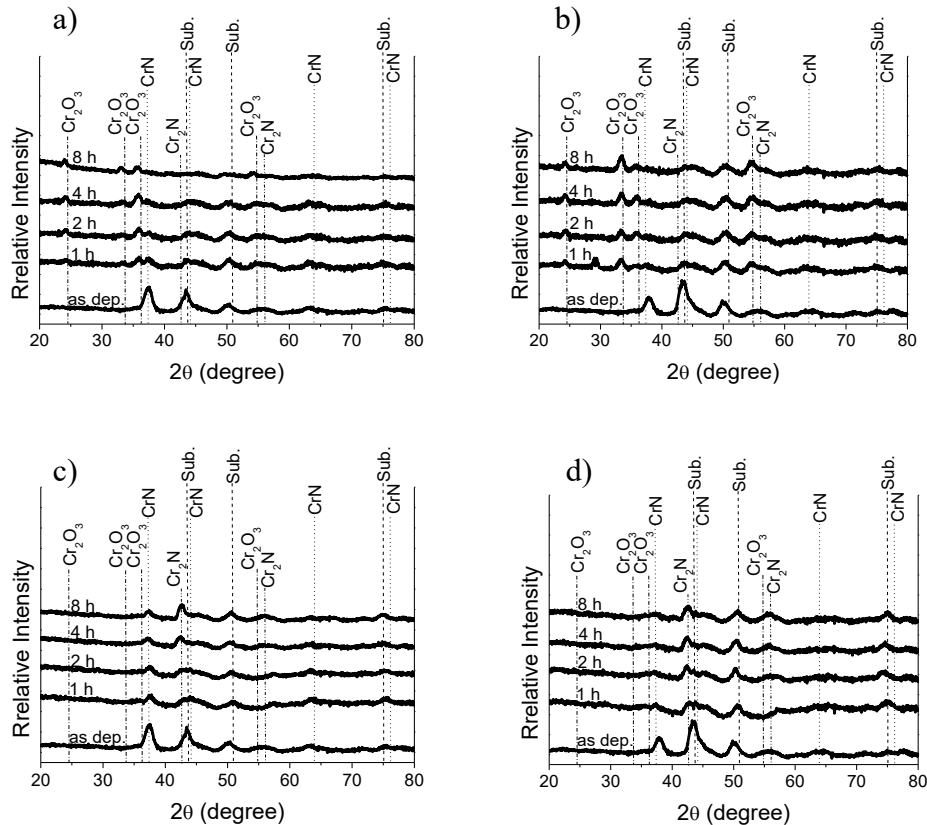 a)
Cr2O3
Cr2O3
Cr2O3
CrN
Cr2N
Sub.
CrN
Sub.
Cr2O3
Cr2N
CrN
Sub.
CrN
8 h
4 h
2 h
1 h
as dep.
Rrelative Intensity
20 30 40 50 60 70 80
2θ (degree)
b)
Cr2O3
Cr2O3
Cr2O3
CrN
Cr2N
Sub.
CrN
Sub.
Cr2O3
Cr2N
CrN
Sub.
CrN
8 h
4 h
2 h
1 h
as dep.
Rrelative Intensity
20 30 40 50 60 70 80
2θ (degree)
c)
Cr2O3
Cr2O3
Cr2O3
CrN
Cr2N
Sub.
CrN
Sub.
Cr2O3
Cr2N
CrN
Sub.
CrN
8 h
4 h
2 h
1 h
as dep.
Rrelative Intensity
20 30 40 50 60 70 80
2θ (degree)
d)
Cr2O3
Cr2O3
Cr2O3
CrN
Cr2N
Sub.
CrN
Sub.
Cr2O3
Cr2N
CrN
Sub.
CrN
8 h
4 h
2 h
1 h
as dep.
Rrelative Intensity
20 30 40 50 60 70 80
2θ (degree)